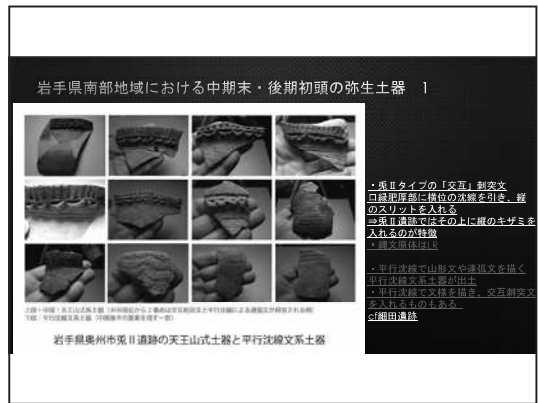 岩手県南部地域における中期末・後期初頭の弥生土器　1
・兎Ⅱタイプの「交互」刺突文
口縁肥厚部に横位の沈線を引き、縦
のスリットを入れる
⇒兎Ⅱ遺跡ではその上に縦のキザミを
入れるのが特徴
・縄文原体はLR
・平行沈線で山形文や連弧文を描く
平行沈線文系土器が出土
・平行沈線で文様を描き、交互刺突文
を入れるものもある
cf細田遺跡
岩手県奥州市兎Ⅱ遺跡の天王山式土器と平行沈線文系土器